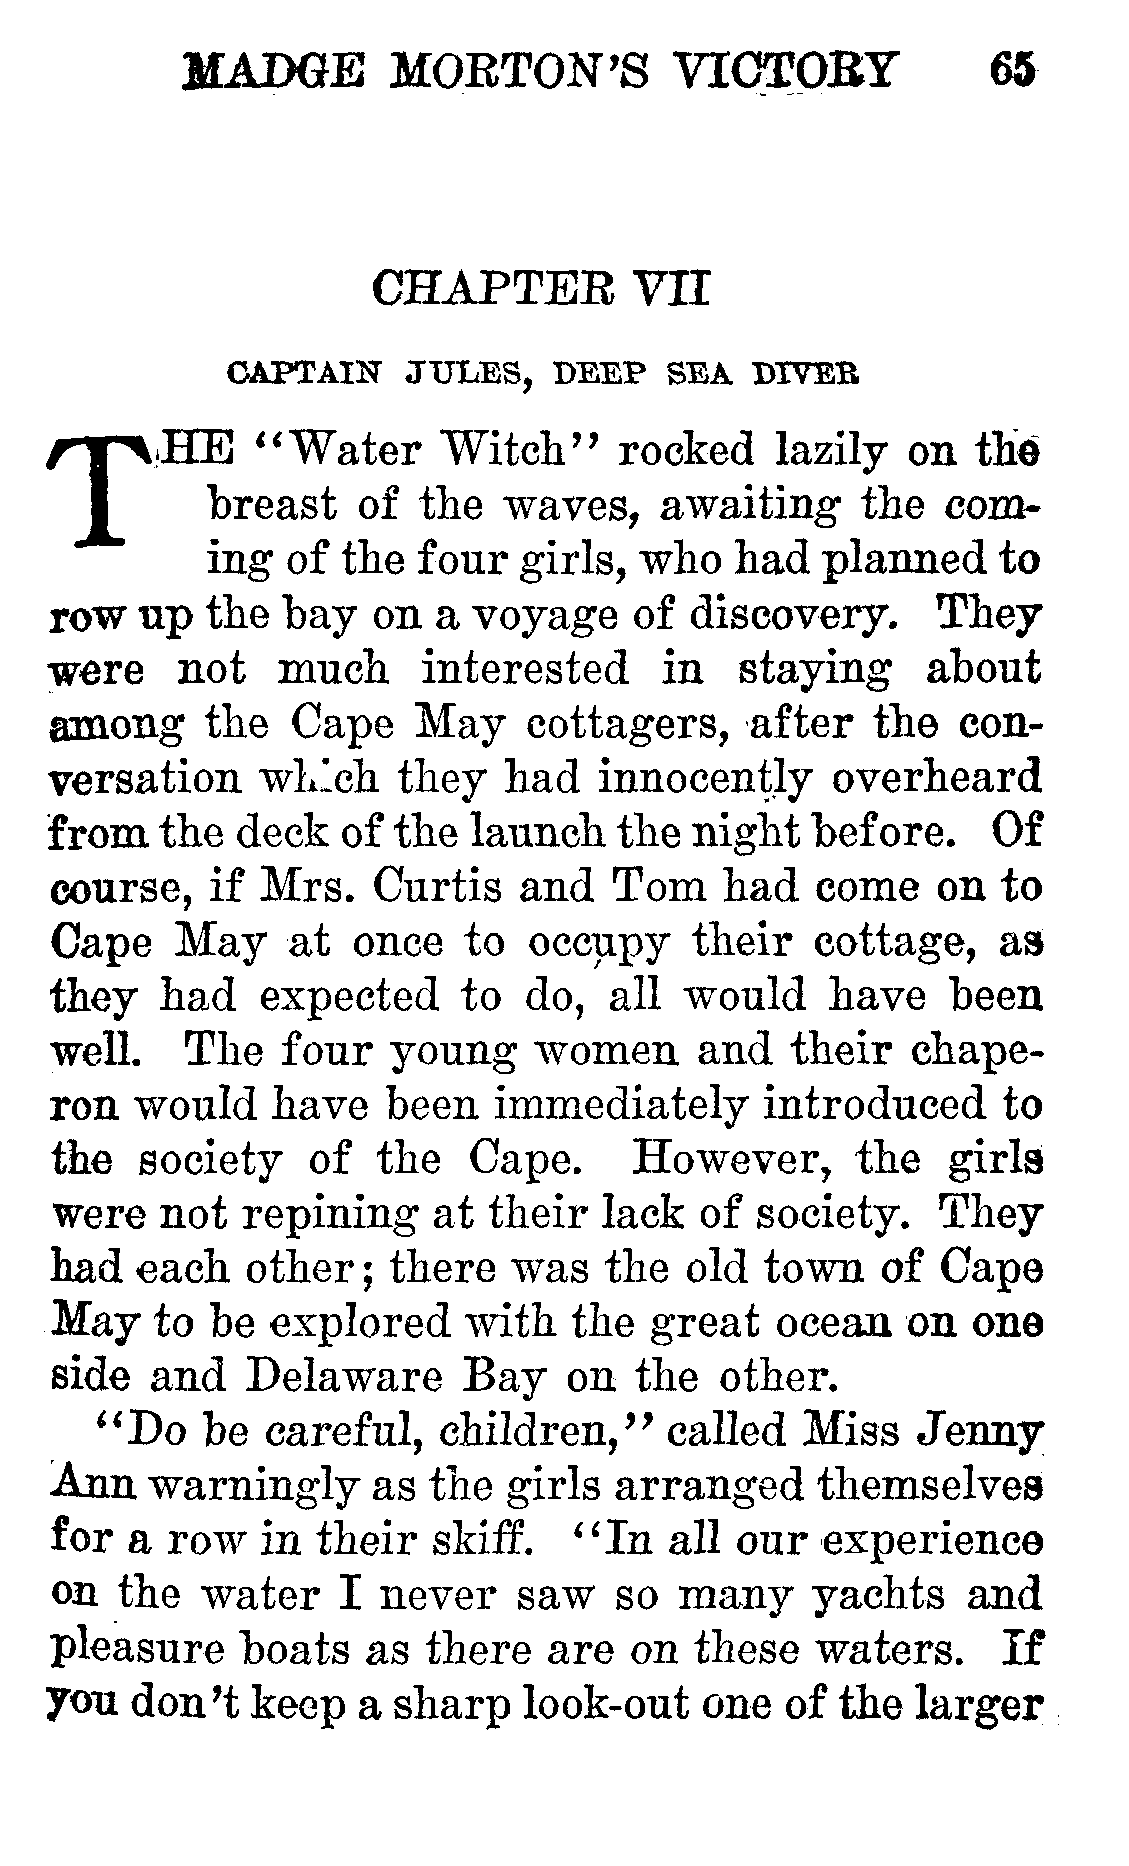 MADGE MORTON'S VICTORY 65
CHAPTER VII
CAPTAIN JULES, DEEP SEA DIVER
THE "Water Witch" rocked lazily on the
breast of the waves, awaiting the com-
ing of the four girls, who had planned to
row up the bay on a voyage of discovery. They
were not much interested in staying about
among the Cape May cottagers, after the con-
versation which they had innocently overheard
from the deck of the launch the night before. Of
course, if Mrs. Curtis and Tom had come on to
Cape May at once to occupy their cottage, as
they had expected to do, all would have been
well. The four young women and their chape-
ron would have been immediately introduced to
the society of the Cape. However, the girls
were not repining at their lack of society. They
had each other; there was the old town of Cape
May to be explored with the great ocean on one
side and Delaware Bay on the other.
"Do be careful, children," called Miss Jenny
Ann warningly as the girls arranged themselves
for a row in their skiff. "In all our experience
on the water I never saw so many yachts and
pleasure boats as there are on these waters. If
you don't keep a sharp look-out one of the larger